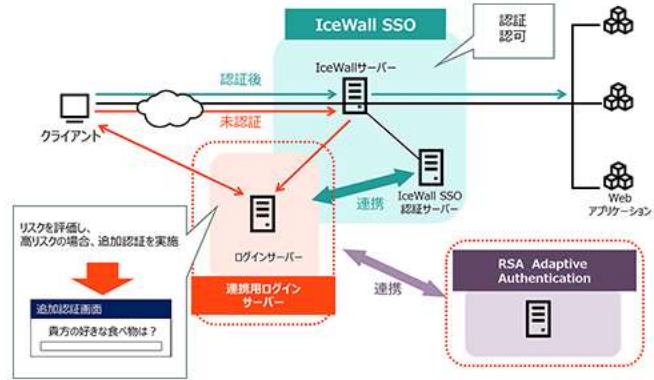 IceWall SSO
認証
認可
IceWallサーバー
認証後
未認証
クライアント
連携
IceWall SSO
認証サーバー
Web
アプリケーション
リスクを評価し、
高リスクの場合、追加認証を実施
追加認証画面
貴方の好きな食べ物は？
ログインサーバー
連携用ログイン
サーバー
連携
RSA Adaptive
Authentication